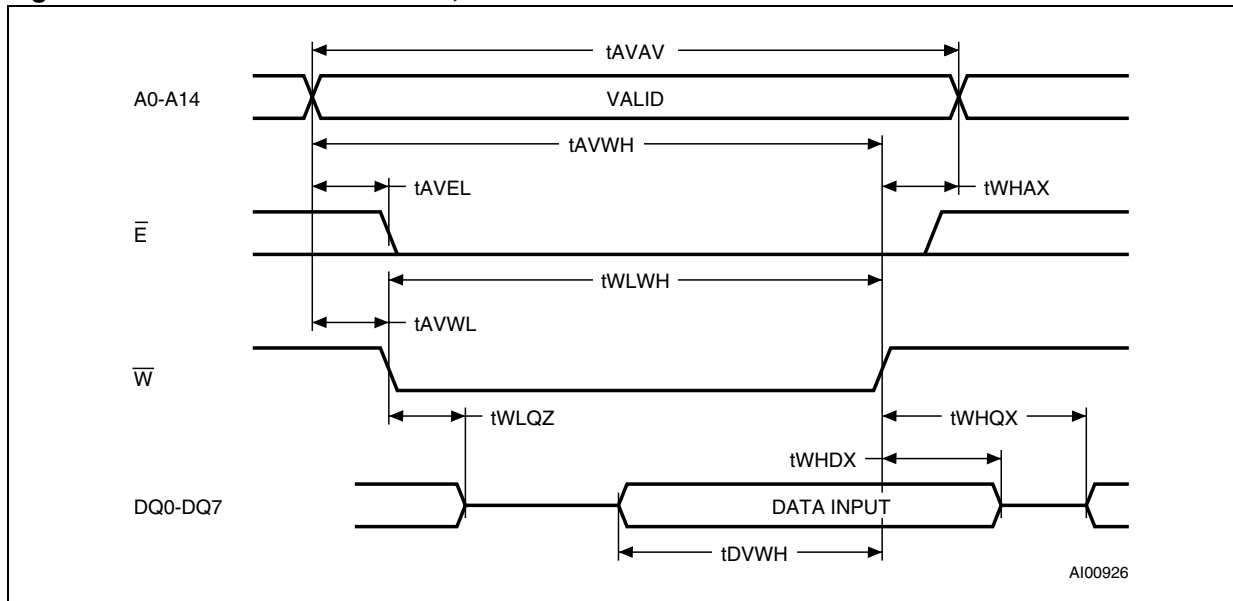 tAVAV
A0-A14
VALID
tAVWH
tAVEL
tWHAX
E̅
tWLWH
tAVWL
W̅
tWLQZ
tWHQX
tWHDX
DQ0-DQ7
DATA INPUT
tDVWH
AI00926